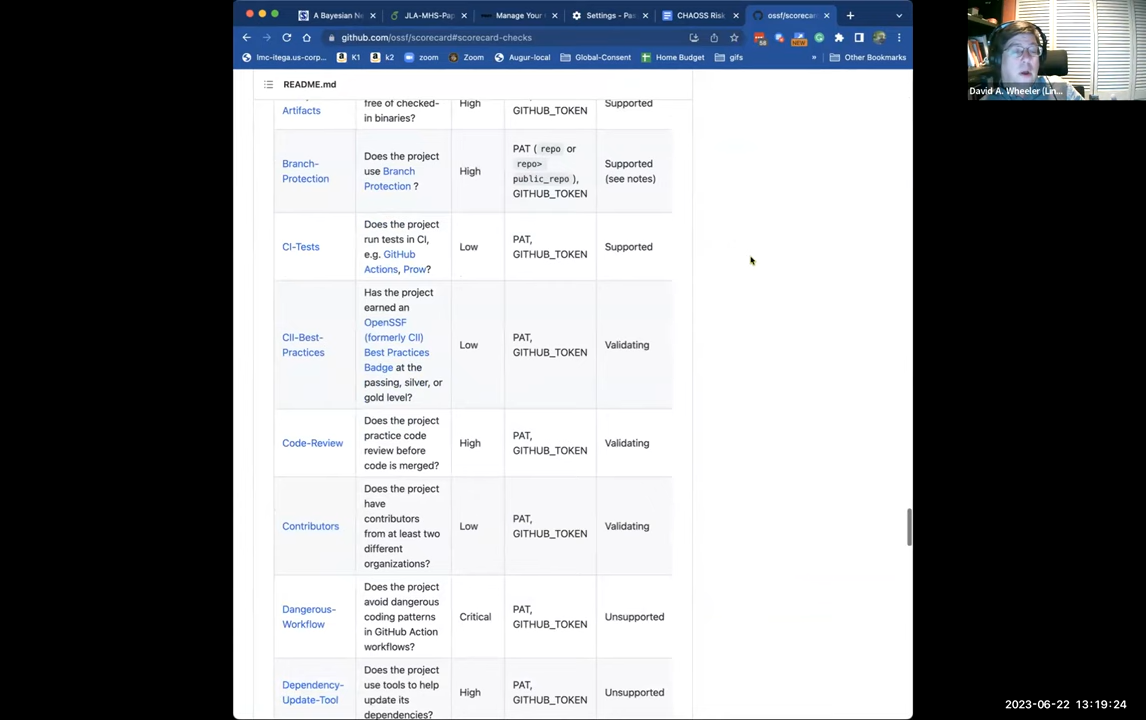 A Bayesian Ne
JLA-MHS-Pap
Manage Your
Settings - Pas
CHAOSS Risk
ossf/scorecard
github.com/ossf/scorecard#scorecard-checks
lmc-itega.us-corp...
K1
k2
zoom
Zoom
Augur-local
Global-Consent
Home Budget
gifs
»
Other Bookmarks
58
NEW
David A. Wheeler (Lin...
README.md
Artifacts
free of checked-
in binaries?
High
GITHUB_TOKEN
Supported
Branch-
Protection
Does the project
use Branch
Protection ?
High
PAT ( repo or
repo>
public_repo ),
GITHUB_TOKEN
Supported
(see notes)
CI-Tests
Does the project
run tests in CI,
e.g. GitHub
Actions, Prow?
Low
PAT,
GITHUB_TOKEN
Supported
CII-Best-
Practices
Has the project
earned an
OpenSSF
(formerly CII)
Best Practices
Badge at the
passing, silver, or
gold level?
Low
PAT,
GITHUB_TOKEN
Validating
Code-Review
Does the project
practice code
review before
code is merged?
High
PAT,
GITHUB_TOKEN
Validating
Contributors
Does the project
have
contributors
from at least two
different
organizations?
Low
PAT,
GITHUB_TOKEN
Validating
Dangerous-
Workflow
Does the project
avoid dangerous
coding patterns
in GitHub Action
workflows?
Critical
PAT,
GITHUB_TOKEN
Unsupported
Dependency-
Update-Tool
Does the project
use tools to help
update its
dependencies?
High
PAT,
GITHUB_TOKEN
Unsupported
2023-06-22 13:19:24